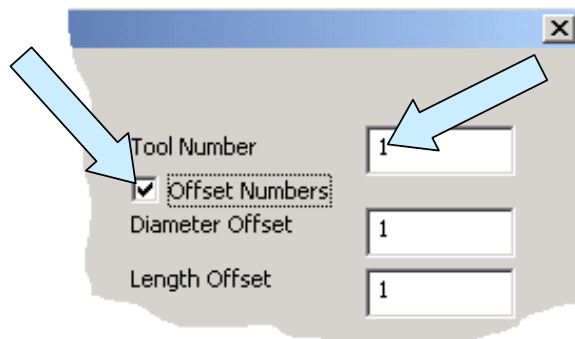 Tool Number 1
Offset Numbers
Diameter Offset 1
Length Offset 1